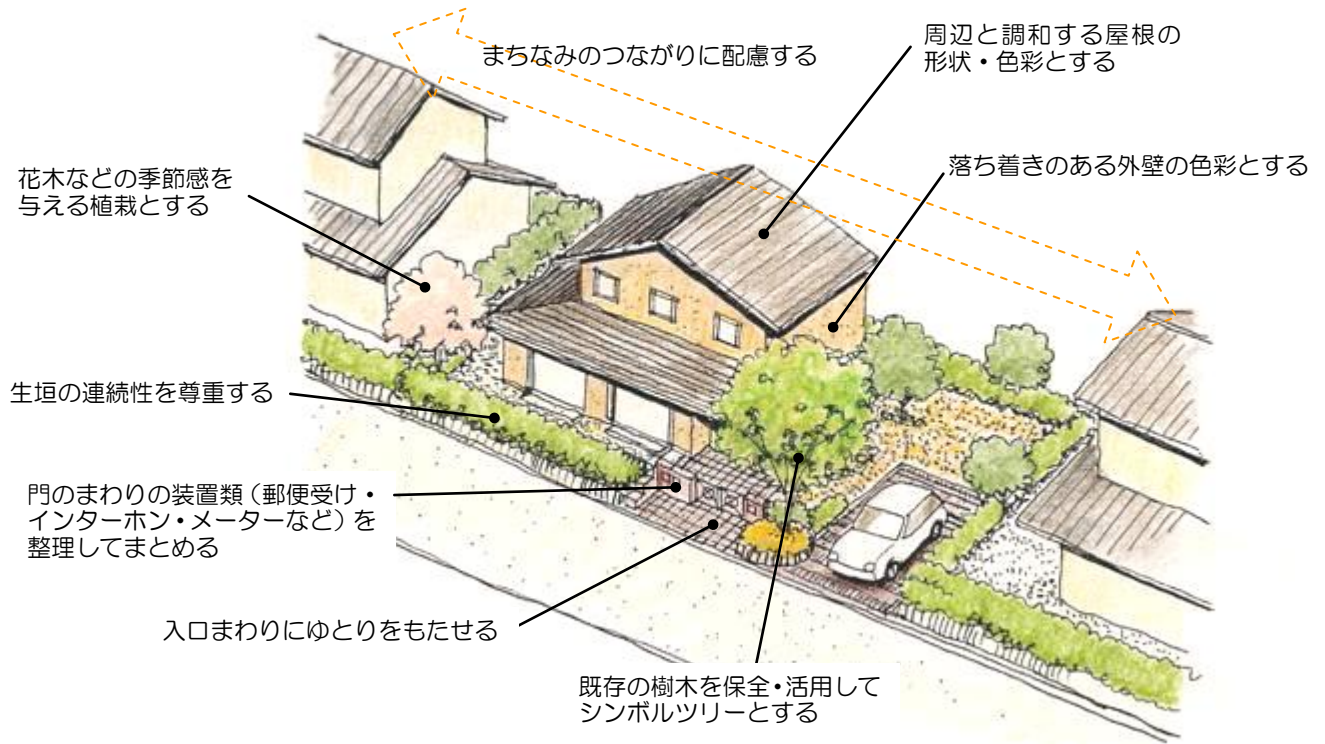 まちなみのつながりに配慮する
周辺と調和する屋根の
形状・色彩とする
落ち着きのある外壁の色彩とする
花木などの季節感を
与える植栽とする
生垣の連続性を尊重する
門のまわりの装置類(郵便受け・
インターホン・メーターなど)を
整理してまとめる
入口まわりにゆとりをもたせる
既存の樹木を保全・活用して
シンボルツリーとする